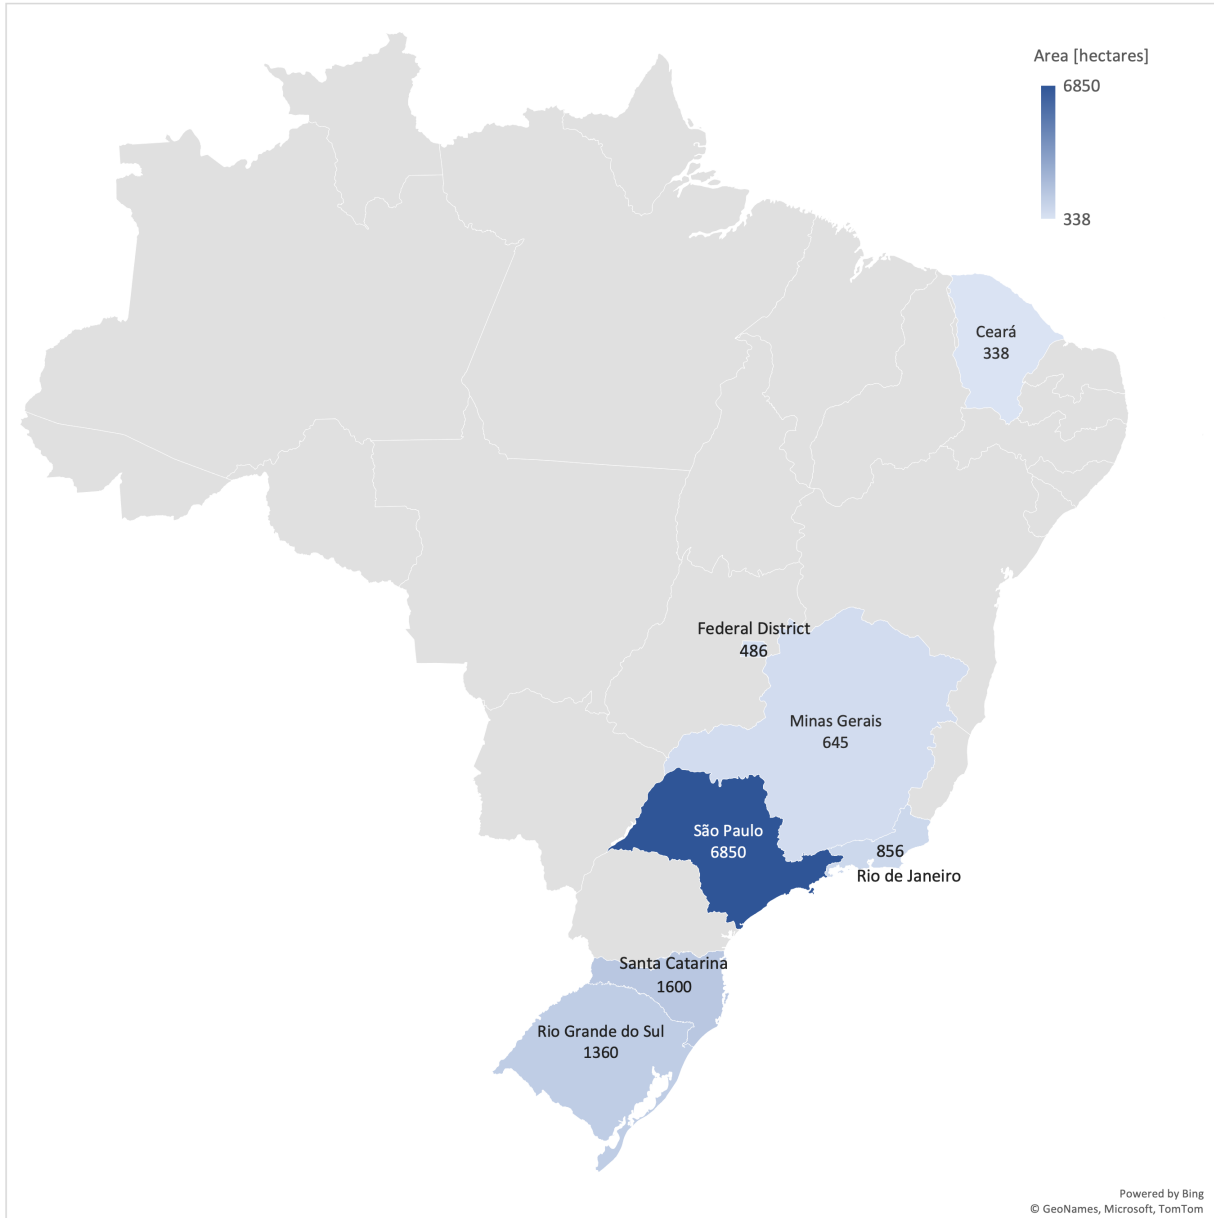 Area [hectares]
6850
338
Ceará
338
Federal District
486
Minas Gerais
645
São Paulo
6850
856
Rio de Janeiro
Santa Catarina
1600
Rio Grande do Sul
1360
Powered by Bing
© GeoNames, Microsoft, TomTom